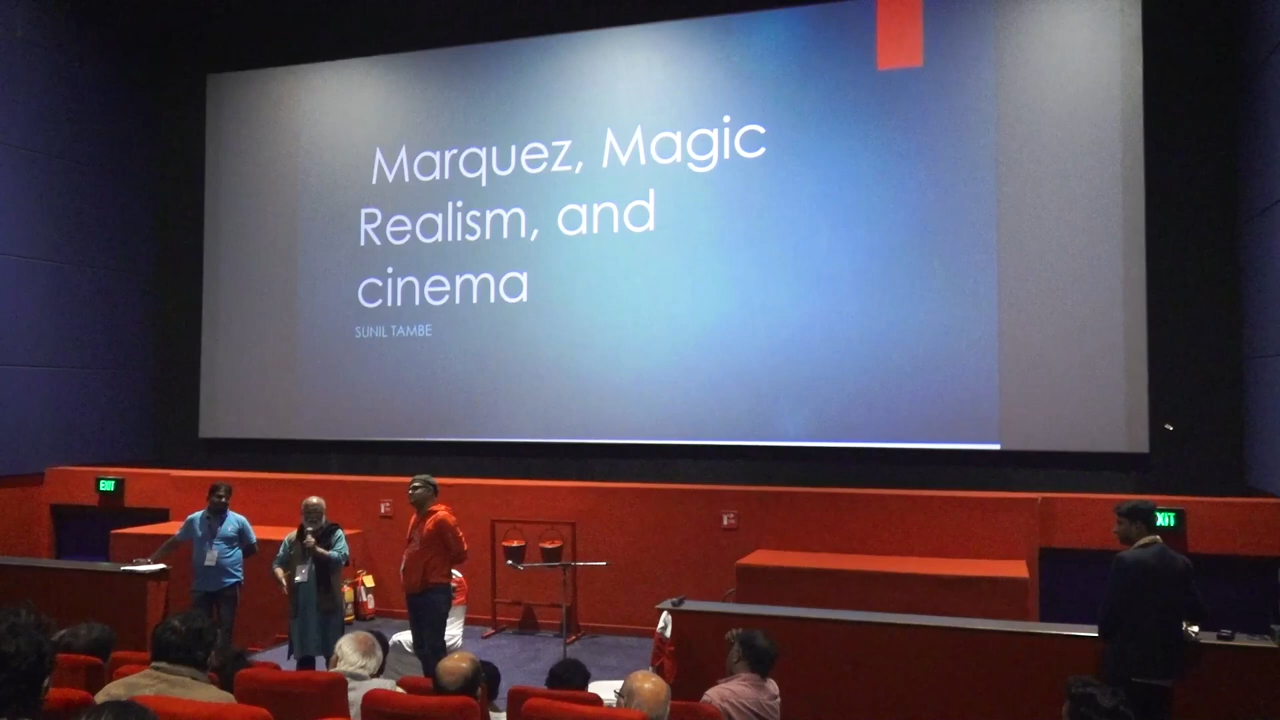 Marquez, Magic
Realism, and
cinema
SUNIL TAMBE
EXIT
EXIT